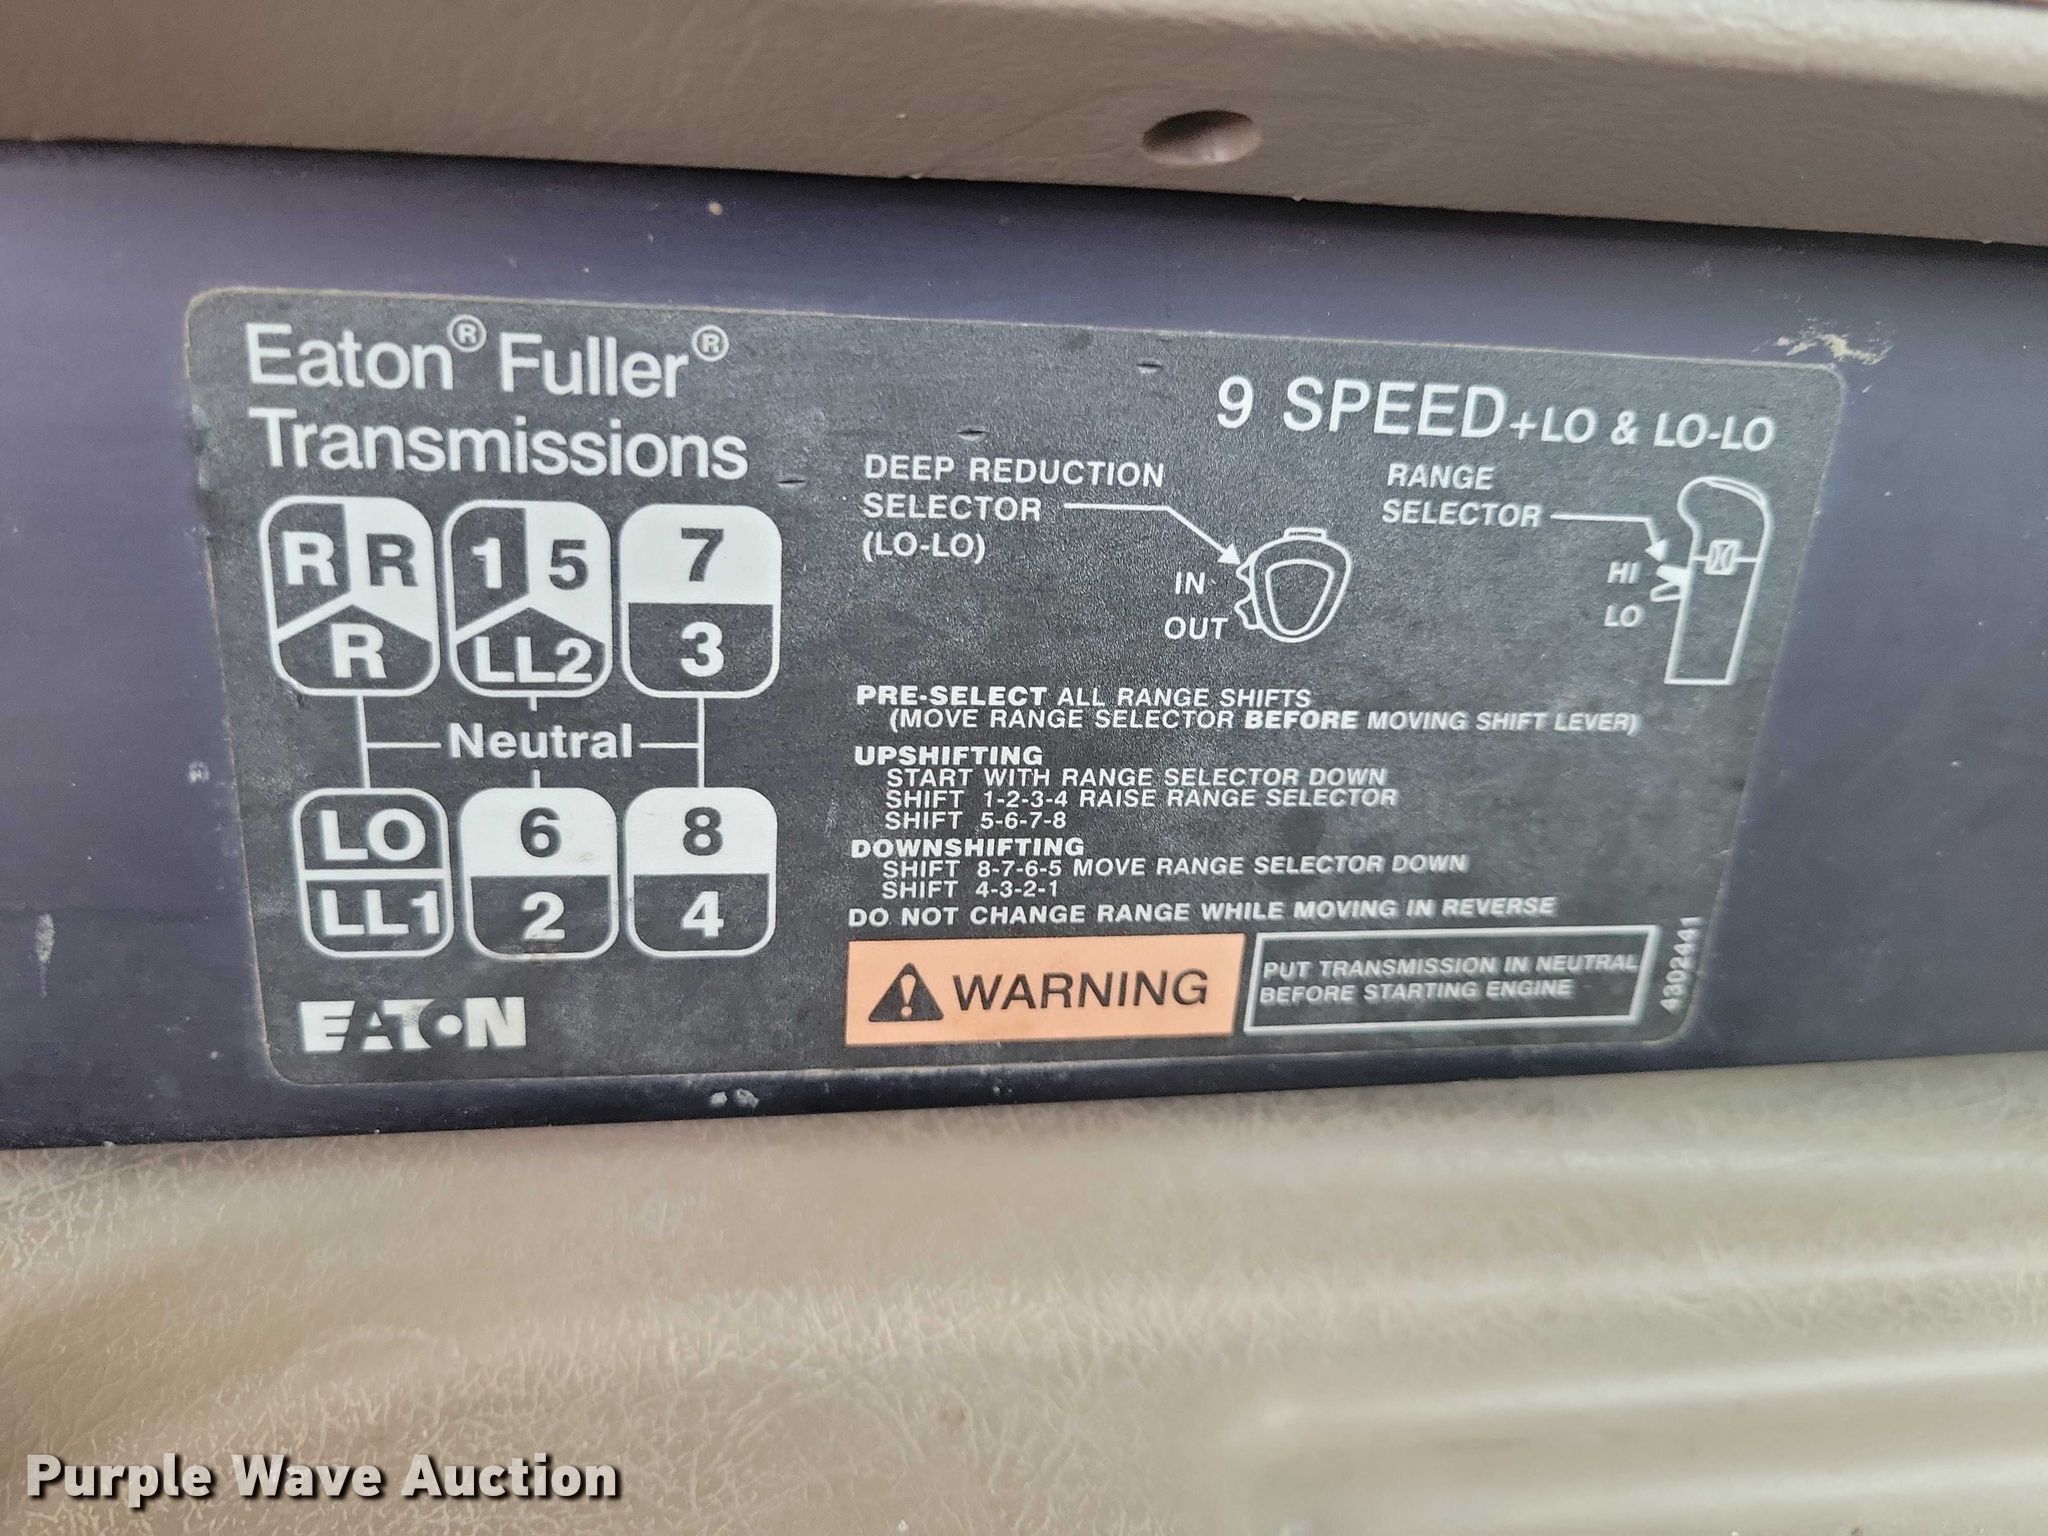 Eaton® Fuller®
Transmissions
9 SPEED +LO & LO-LO
R R
R
1 5
LL2
7
3
Neutral
LO
LL1
6
2
8
4
EATON
DEEP REDUCTION
SELECTOR
(LO-LO)
IN
OUT
RANGE
SELECTOR
HI
LO
PRE-SELECT ALL RANGE SHIFTS
(MOVE RANGE SELECTOR BEFORE MOVING SHIFT LEVER)
UPSHIFTING
START WITH RANGE SELECTOR DOWN
SHIFT 1-2-3-4 RAISE RANGE SELECTOR
SHIFT 5-6-7-8
DOWNSHIFTING
SHIFT 8-7-6-5 MOVE RANGE SELECTOR DOWN
SHIFT 4-3-2-1
DO NOT CHANGE RANGE WHILE MOVING IN REVERSE
WARNING
PUT TRANSMISSION IN NEUTRAL
BEFORE STARTING ENGINE
4302441
Purple Wave Auction